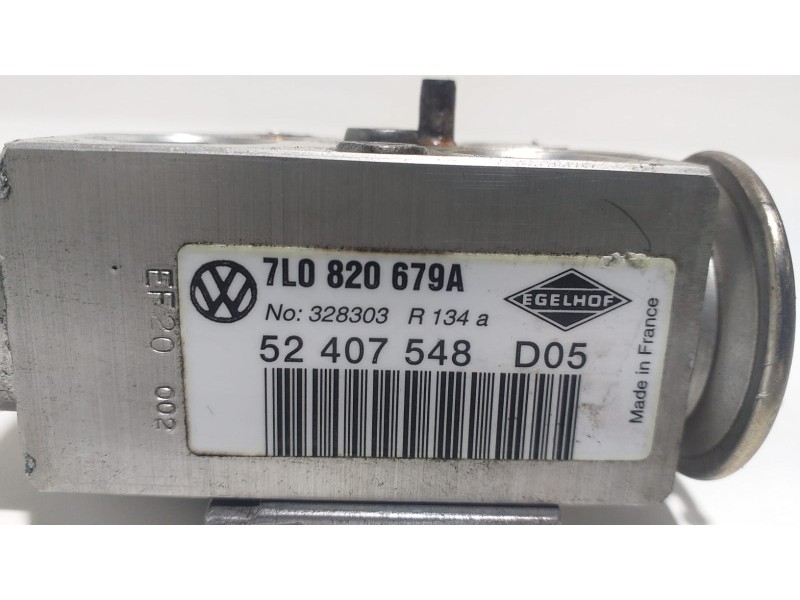 7L0 820 679A
No: 328303 R 134 a
52 407 548 D05
EGELHOF
Made in France
EF20 002